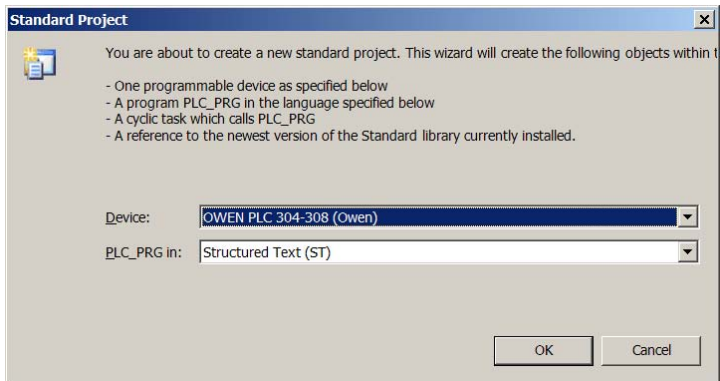 Standard Project
You are about to create a new standard project. This wizard will create the following objects within t
- One programmable device as specified below
- A program PLC_PRG in the language specified below
- A cyclic task which calls PLC_PRG
- A reference to the newest version of the Standard library currently installed.
Device: OWEN PLC 304-308 (Owen)
PLC_PRG in: Structured Text (ST)
OK Cancel